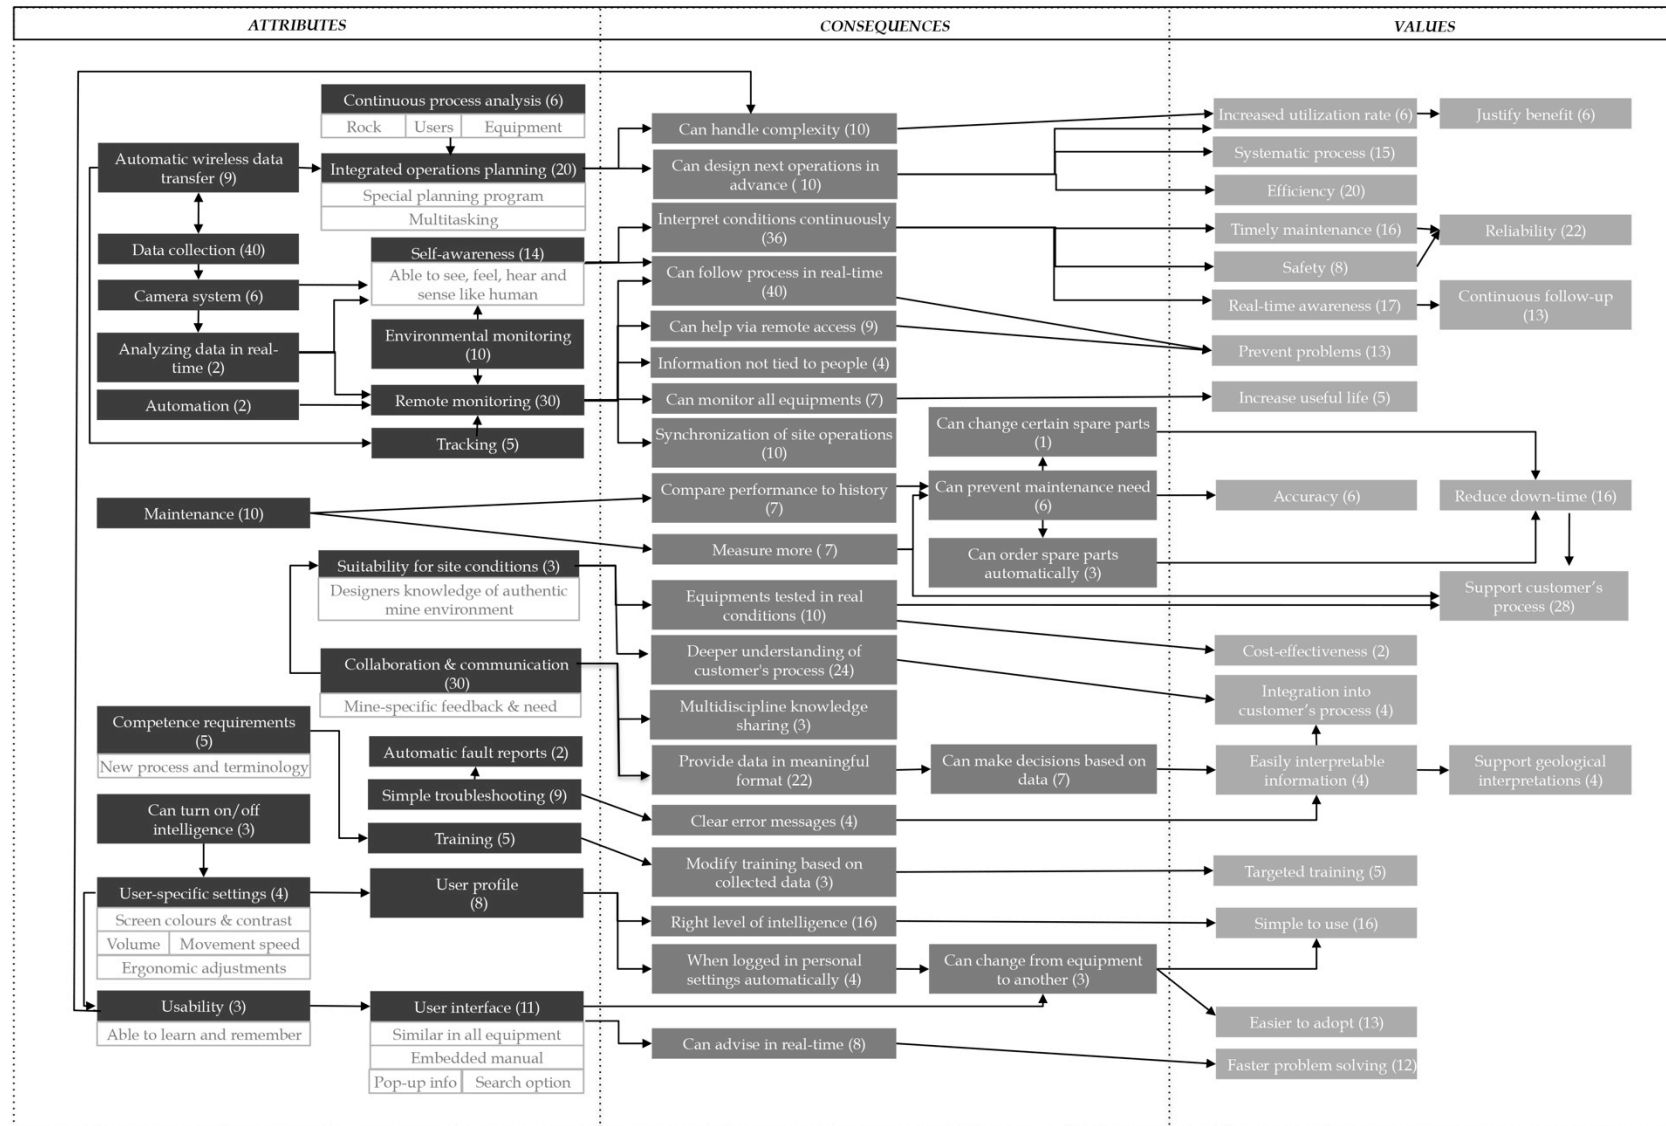 ATTRIBUTES
CONSEQUENCES
VALUES
Continuous process analysis (6)
Rock
Users
Equipment
Automatic wireless data
transfer (9)
Integrated operations planning (20)
Special planning program
Multitasking
Data collection (40)
Self-awareness (14)
Able to see, feel, hear and
sense like human
Camera system (6)
Environmental monitoring
(10)
Analyzing data in real-
time (2)
Automation (2)
Remote monitoring (30)
Tracking (5)
Maintenance (10)
Suitability for site conditions (3)
Designers knowledge of authentic
mine environment
Collaboration & communication
(30)
Mine-specific feedback & need
Competence requirements
(5)
New process and terminology
Automatic fault reports (2)
Simple troubleshooting (9)
Can turn on/off
intelligence (3)
Training (5)
User-specific settings (4)
Screen colours & contrast
Volume
Movement speed
Ergonomic adjustments
User profile
(8)
Usability (3)
Able to learn and remember
User interface (11)
Similar in all equipment
Embedded manual
Pop-up info
Search option
Can handle complexity (10)
Can design next operations in
advance ( 10)
Interpret conditions continuously
(36)
Can follow process in real-time
(40)
Can help via remote access (9)
Information not tied to people (4)
Can monitor all equipments (7)
Synchronization of site operations
(10)
Compare performance to history
(7)
Measure more ( 7)
Can change certain spare parts
(1)
Can prevent maintenance need
(6)
Can order spare parts
automatically (3)
Equipments tested in real
conditions (10)
Deeper understanding of
customer's process (24)
Multidiscipline knowledge
sharing (3)
Provide data in meaningful
format (22)
Can make decisions based on
data (7)
Clear error messages (4)
Modify training based on
collected data (3)
Right level of intelligence (16)
When logged in personal
settings automatically (4)
Can change from equipment
to another (3)
Can advise in real-time (8)
Increased utilization rate (6)
Justify benefit (6)
Systematic process (15)
Efficiency (20)
Timely maintenance (16)
Reliability (22)
Safety (8)
Real-time awareness (17)
Continuous follow-up
(13)
Prevent problems (13)
Increase useful life (5)
Accuracy (6)
Reduce down-time (16)
Support customer’s
process (28)
Cost-effectiveness (2)
Integration into
customer’s process (4)
Easily interpretable
information (4)
Support geological
interpretations (4)
Targeted training (5)
Simple to use (16)
Easier to adopt (13)
Faster problem solving (12)